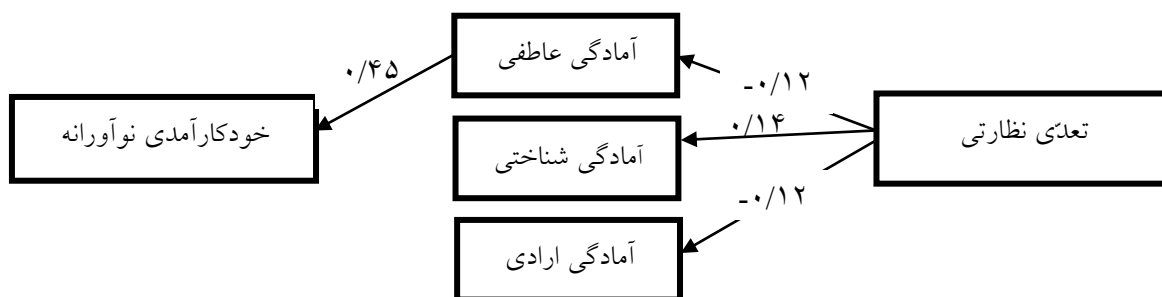 تعدّی نظارتی
-۰/۱۲
۰/۱۴
-۰/۱۲
آمادگی عاطفی
آمادگی شناختی
آمادگی ارادی
۰/۴۵
خودکارآمدی نوآورانه